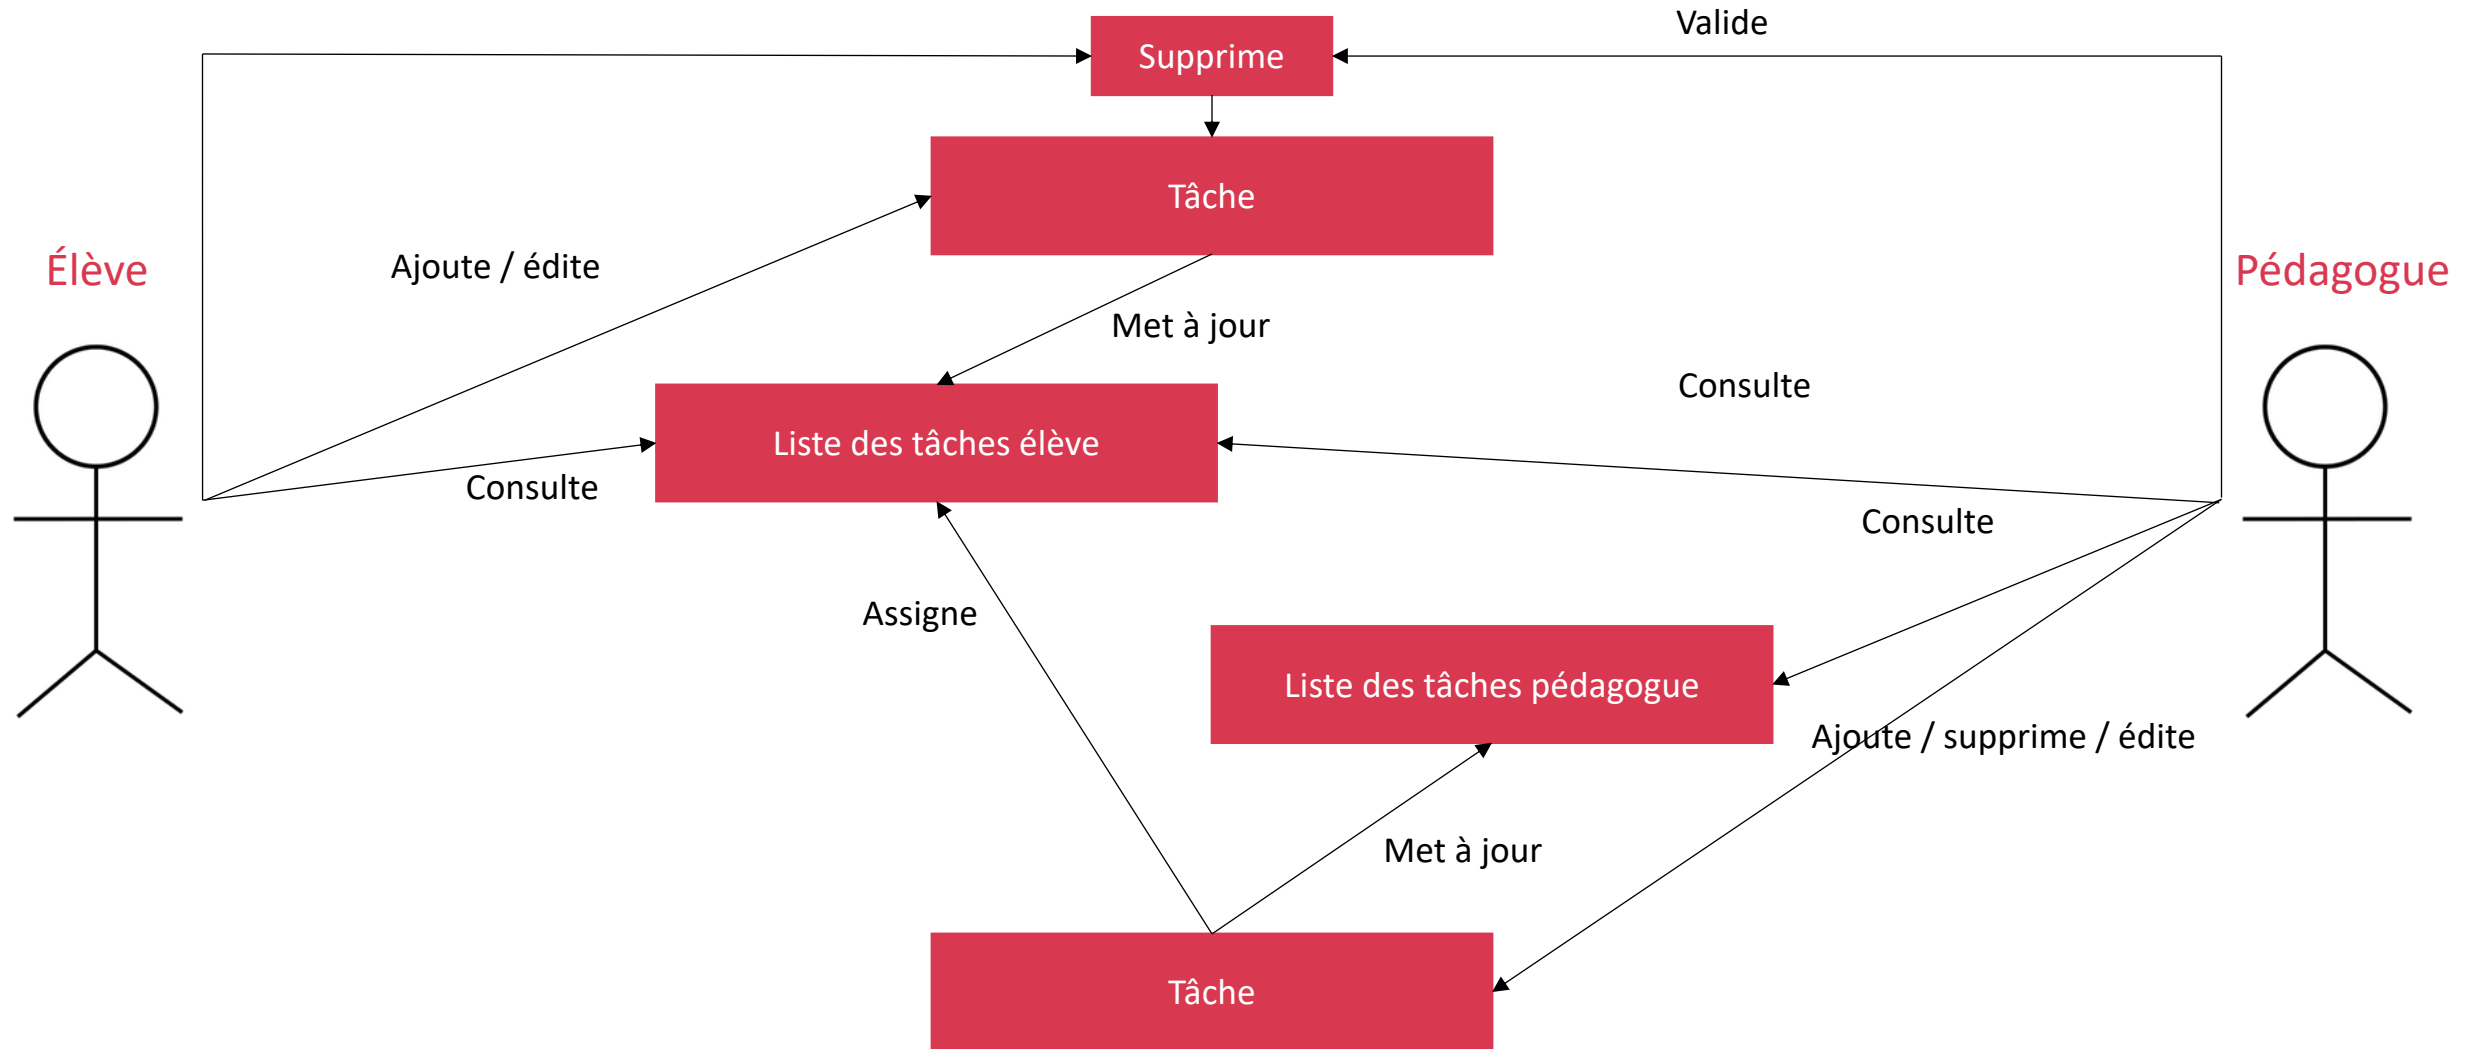 Valide
Supprime
Tâche
Élève
Ajoute / édite
Pédagogue
Met à jour
Consulte
Liste des tâches élève
Consulte
Consulte
Assigne
Liste des tâches pédagogue
Ajoute / supprime / édite
Met à jour
Tâche